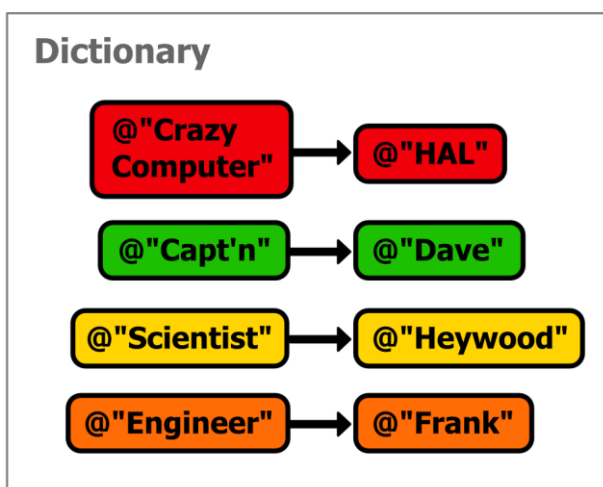 Dictionary
@"Crazy
Computer"
@"HAL"
@"Capt'n"
@"Dave"
@"Scientist"
@"Heywood"
@"Engineer"
@"Frank"